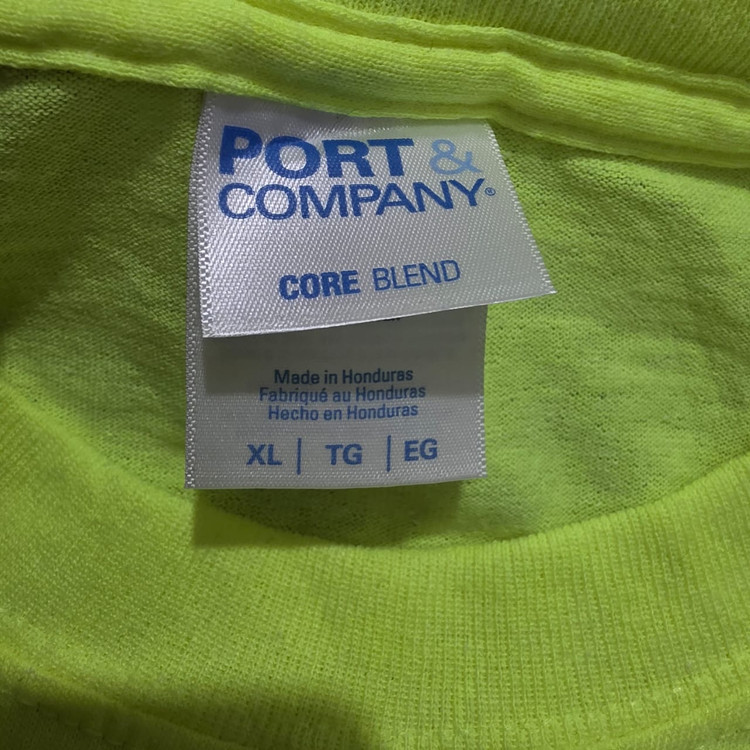 PORT &
COMPANY®
CORE BLEND
Made in Honduras
Fabriqué au Honduras
Hecho en Honduras
XL | TG | EG